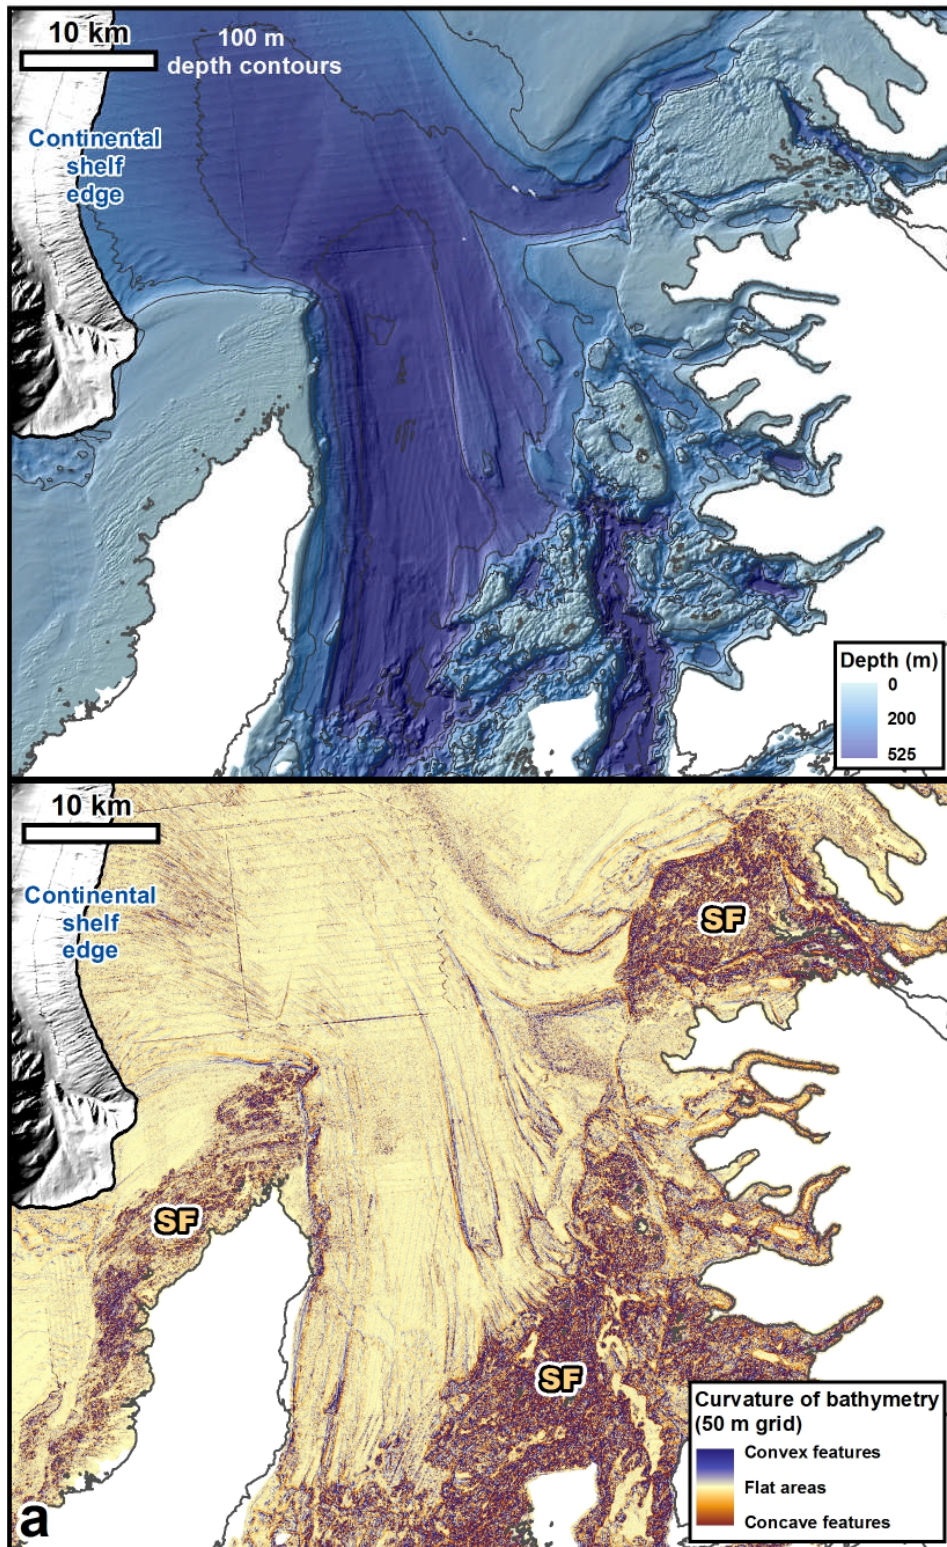 10 km
100 m
depth contours
Continental
shelf
edge
Depth (m)
0
200
525
10 km
Continental
shelf
edge
SF
SF
SF
Curvature of bathymetry
(50 m grid)
Convex features
Flat areas
Concave features
a